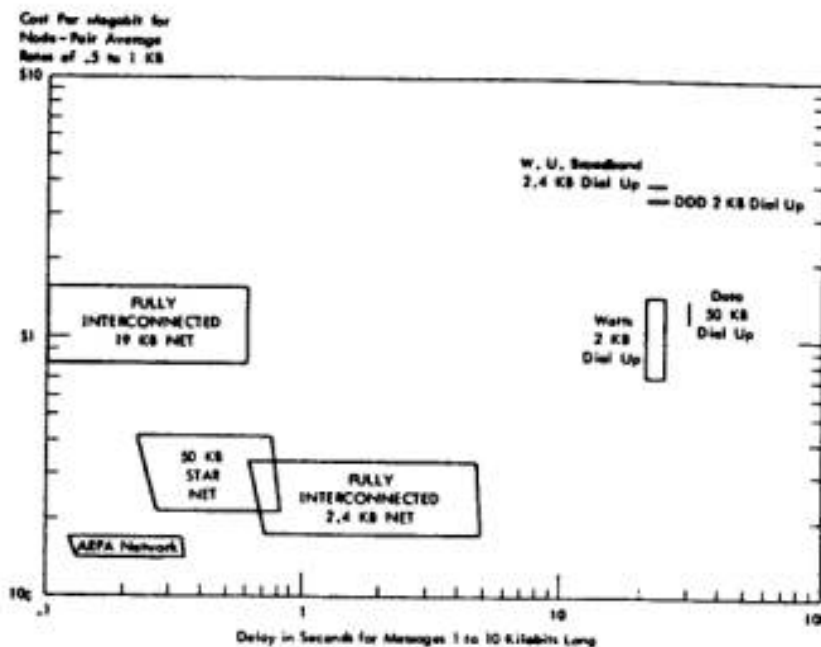 Cost Per Megabit for
Node-Pair Average
Rates of .5 to 1 KB
$10
W. U. Broadband
2.4 KB Dial Up
DDD 2 KB Dial Up
FULLY
INTERCONNECTED
19 KB NET
$1
Watts
2 KB
Dial Up
Data
50 KB
Dial Up
50 KB
STAR
NET
FULLY
INTERCONNECTED
2.4 KB NET
ARPA Network
10¢
.1
1
10
100
Delay in Seconds for Messages 1 to 10 Kilobits Long